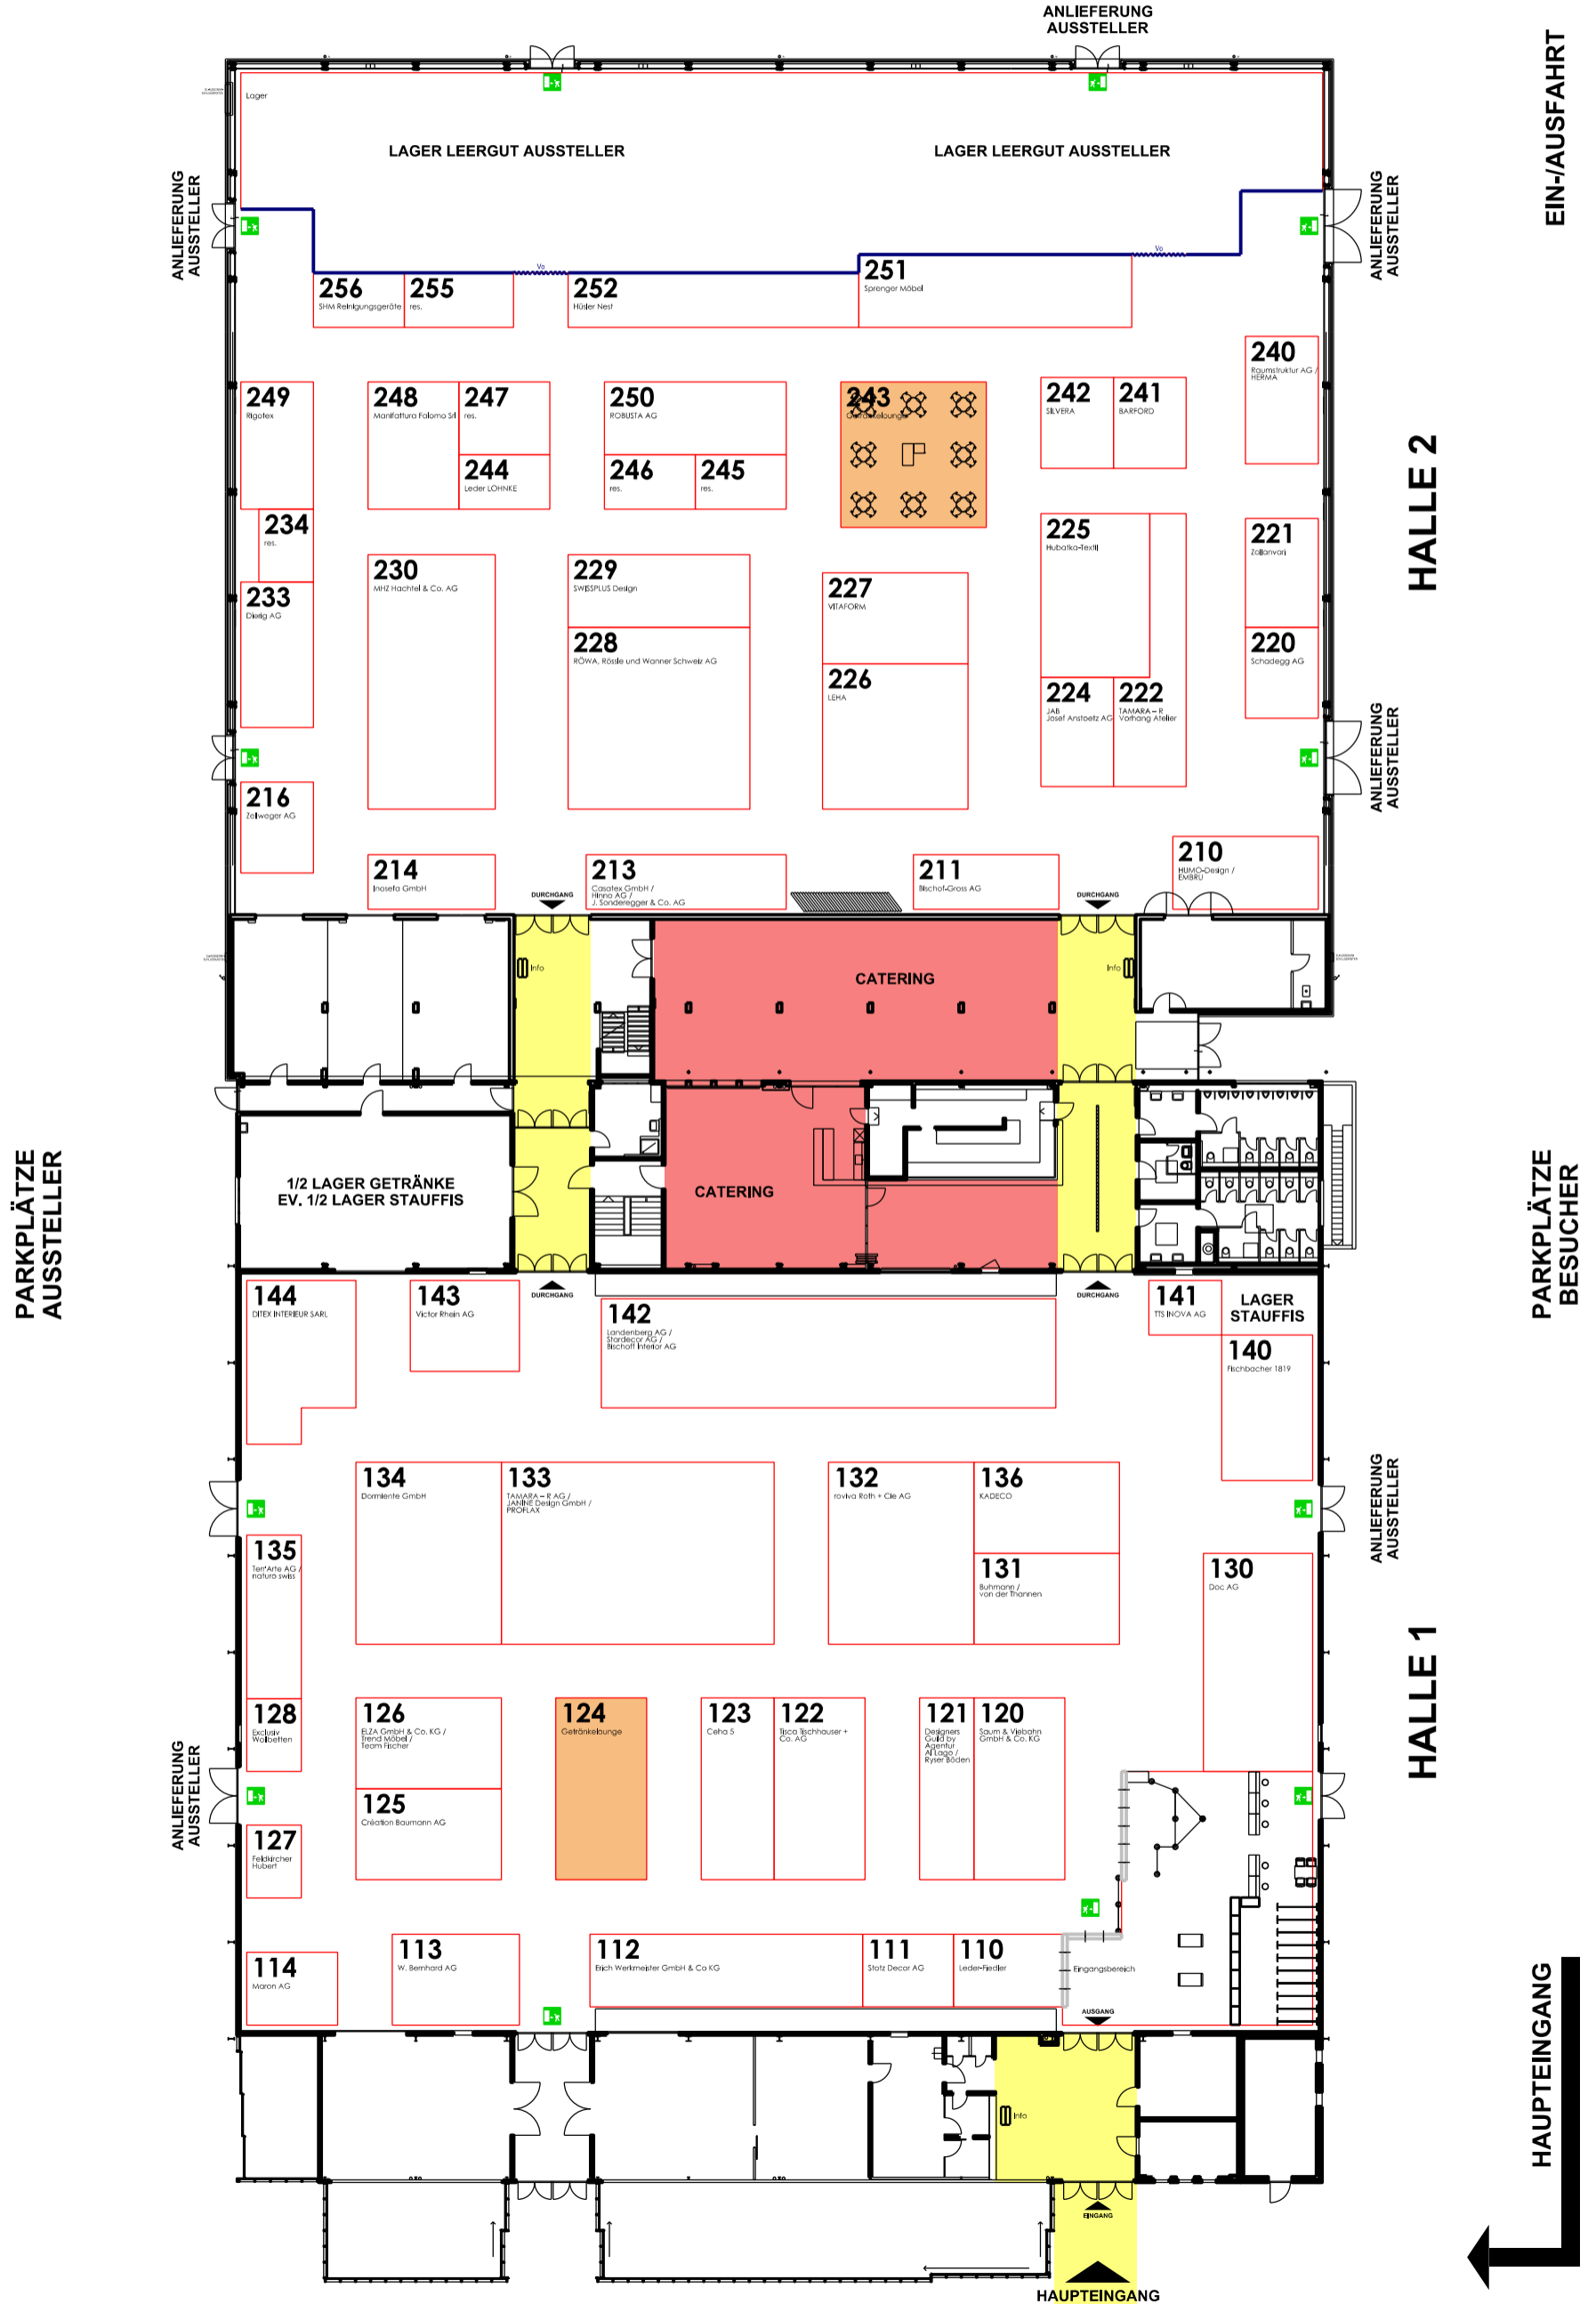 ANLIEFERUNG
AUSSTELLER
EIN-/AUSFAHRT
Lager
LAGER LEERGUT AUSSTELLER
LAGER LEERGUT AUSSTELLER
ANLIEFERUNG
AUSSTELLER
ANLIEFERUNG
AUSSTELLER
Vo
Vo
256
SHM Reinigungsgeräte
255
res.
252
Hüsler Nest
251
Sprenger Möbel
240
Raumstruktur AG /
HERMA
249
Rigotex
248
Manifattura Falomo Srl
247
res.
250
ROBUSTA AG
243
Getränkelounge
242
SILVERA
241
BARFORD
244
Leder LÖHNKE
246
res.
245
res.
HALLE 2
234
res.
225
Hubatka-Textil
221
Zollanvari
230
MHZ Hachtel & Co. AG
229
SWISSPLUS Design
227
VITAFORM
233
Dierig AG
228
RÖWA, Rössle und Wanner Schweiz AG
220
Schadegg AG
226
LEHA
224
JAB
Josef Anstoetz AG
222
TAMARA – R
Vorhang Atelier
ANLIEFERUNG
AUSSTELLER
216
Zellweger AG
210
HUMO-Design /
EMBRU
214
Inosefa GmbH
213
Casatex GmbH /
Hinno AG /
J. Sonderegger & Co. AG
211
Bischof-Gross AG
DURCHGANG
DURCHGANG
Info
CATERING
Info
PARKPLÄTZE
AUSSTELLER
1/2 LAGER GETRÄNKE
EV. 1/2 LAGER STAUFFIS
CATERING
PARKPLÄTZE
BESUCHER
DURCHGANG
DURCHGANG
144
DITEX INTERIEUR SARL
143
Victor Rhein AG
142
Landenberg AG /
Stardecor AG /
Bischoff Interior AG
141
TTS INOVA AG
LAGER
STAUFFIS
140
Fischbacher 1819
134
Dormiente GmbH
133
TAMARA – R AG /
JANINE Design GmbH /
PROFLAX
132
roviva Roth + Cie AG
136
KADECO
ANLIEFERUNG
AUSSTELLER
135
Ten'Arte AG /
naturo swiss
131
Buhmann /
von der Thannen
130
Doc AG
HALLE 1
128
Exclusiv
Wollbetten
126
ELZA GmbH & Co. KG /
Trend Möbel /
Team Fischer
124
Getränkelounge
123
Ceha 5
122
Tisca Tischhauser +
Co. AG
121
Designers
Guild by
Agentur
Al Lago /
Ryser Böden
120
Saum & Viebahn
GmbH & Co. KG
ANLIEFERUNG
AUSSTELLER
125
Création Baumann AG
127
Feldkircher
Hubert
114
Maron AG
113
W. Bernhard AG
112
Erich Werkmeister GmbH & Co KG
111
Stotz Decor AG
110
Leder-Fiedler
Eingangsbereich
AUSGANG
HAUPTEINGANG
Info
EINGANG
HAUPTEINGANG